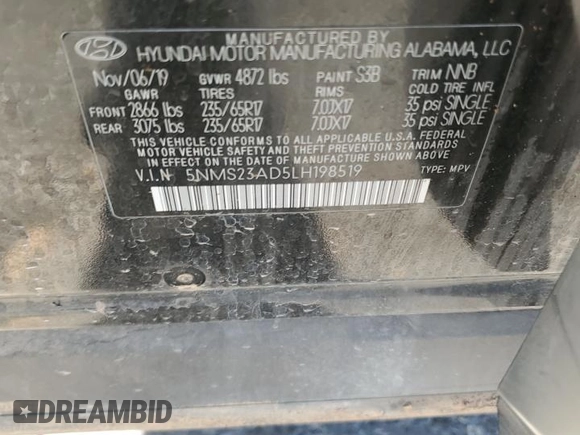 MANUFACTURED BY
HYUNDAI MOTOR MANUFACTURING ALABAMA, LLC
Nov/06/19 GVWR 4872 lbs PAINT S3B TRIM NNB
GAWR TIRES RIMS COLD TIRE INFL
FRONT 2866 lbs 235/65R17 7.0JX17 35 psi SINGLE
REAR 3075 lbs 235/65R17 7.0JX17 35 psi SINGLE
THIS VEHICLE CONFORMS TO ALL APPLICABLE U.S.A. FEDERAL
MOTOR VEHICLE SAFETY AND THEFT PREVENTION STANDARDS
IN EFFECT ON THE DATE OF MANUFACTURE SHOWN ABOVE.
V.I.N 5NMS23AD5LH198519 TYPE: MPV
DREAMBID